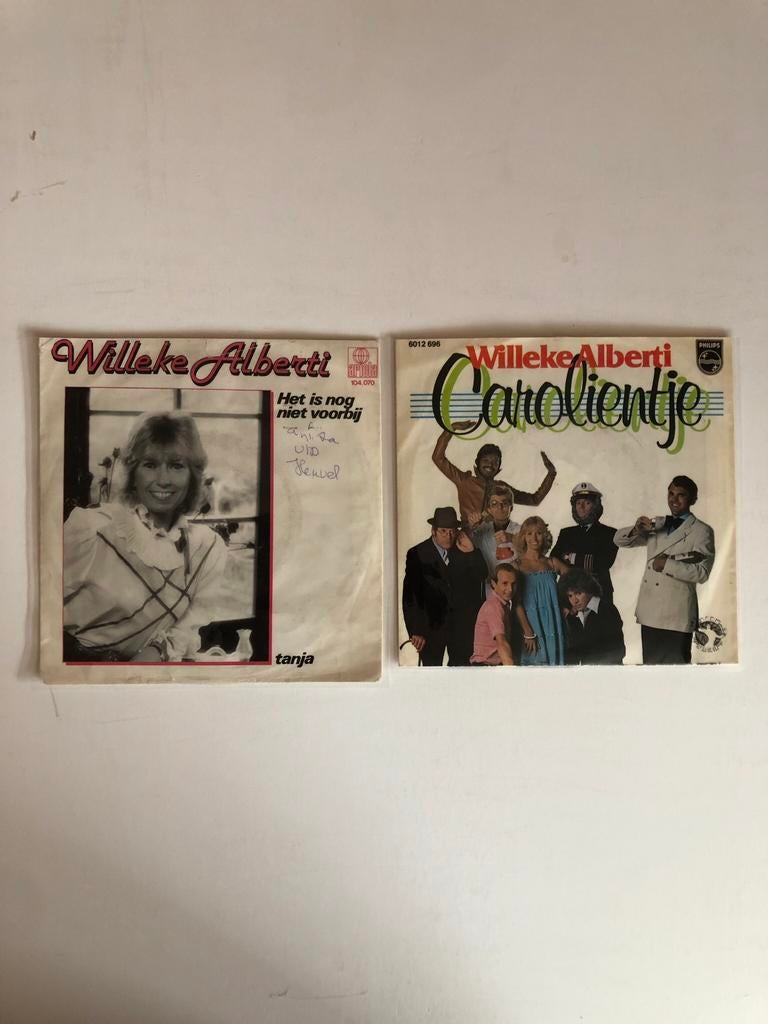 Willeke Alberti
ariola
104.070
Het is nog
niet voorbij
tanja
6012 696
Willeke Alberti
PHILIPS
Carolientje